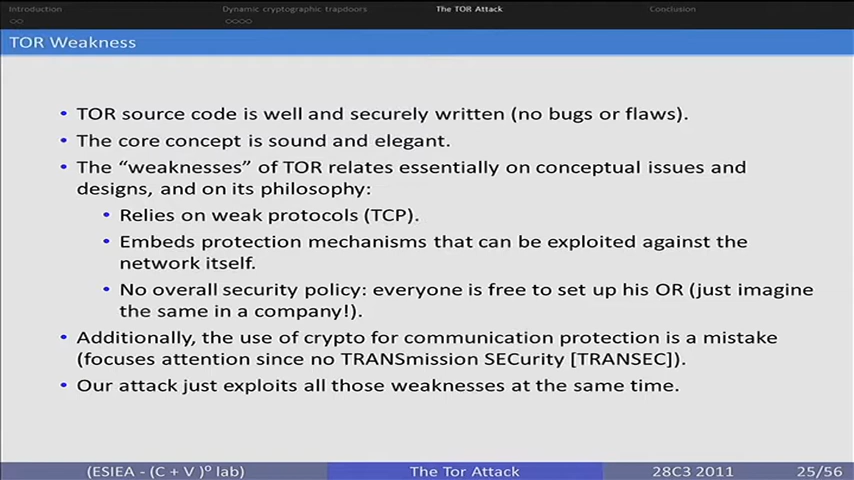 Introduction
Dynamic cryptographic trapdoors
The TOR Attack
Conclusion
TOR Weakness
• TOR source code is well and securely written (no bugs or flaws).
• The core concept is sound and elegant.
• The “weaknesses” of TOR relates essentially on conceptual issues and
designs, and on its philosophy:
• Relies on weak protocols (TCP).
• Embeds protection mechanisms that can be exploited against the
network itself.
• No overall security policy: everyone is free to set up his OR (just imagine
the same in a company!).
• Additionally, the use of crypto for communication protection is a mistake
(focuses attention since no TRANSmission SECurity [TRANSEC]).
• Our attack just exploits all those weaknesses at the same time.
(ESIEA - (C + V )º lab)
The Tor Attack
28C3 2011
25/56